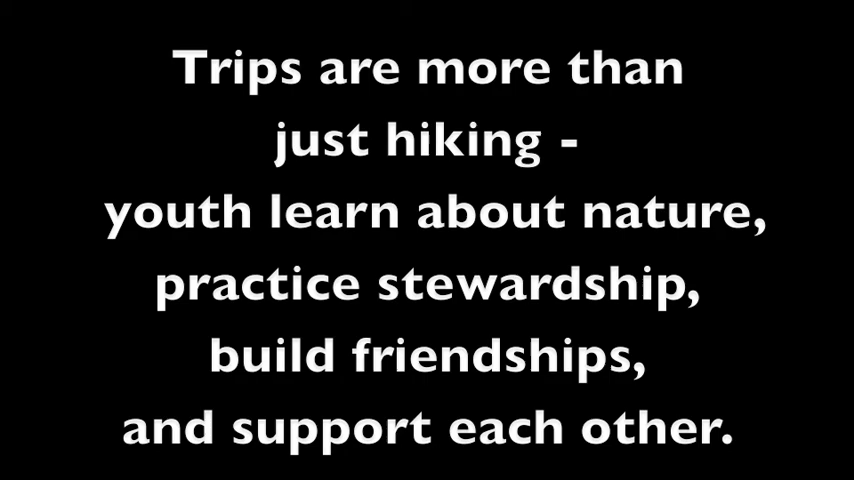 Trips are more than
just hiking -
youth learn about nature,
practice stewardship,
build friendships,
and support each other.